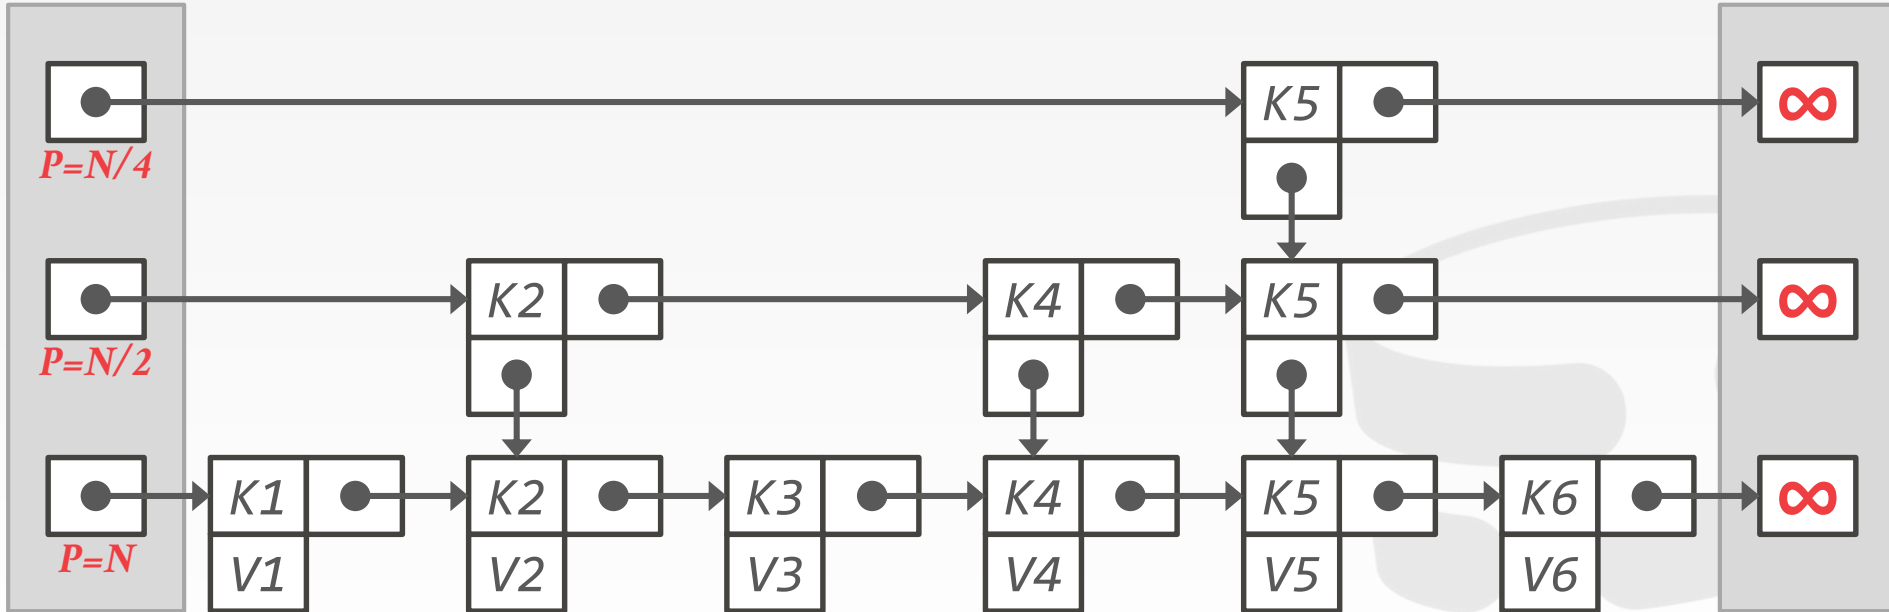 K5 ∞
P=N/4
K2 K4 K5 ∞
P=N/2
K1 K2 K3 K4 K5 K6 ∞
P=N
V1 V2 V3 V4 V5 V6